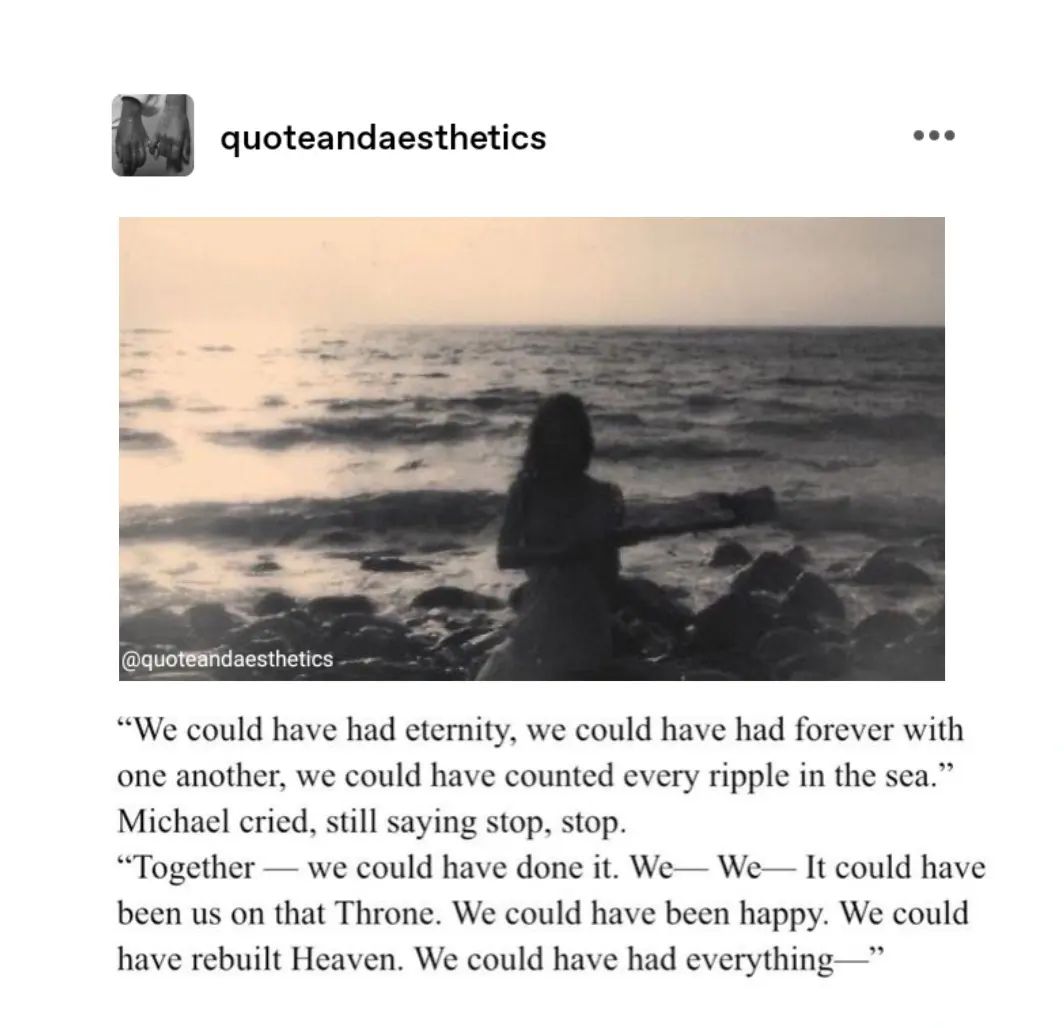 quoteandaesthetics
@quoteandaesthetics
“We could have had eternity, we could have had forever with
one another, we could have counted every ripple in the sea.”
Michael cried, still saying stop, stop.
“Together — we could have done it. We— We— It could have
been us on that Throne. We could have been happy. We could
have rebuilt Heaven. We could have had everything—”